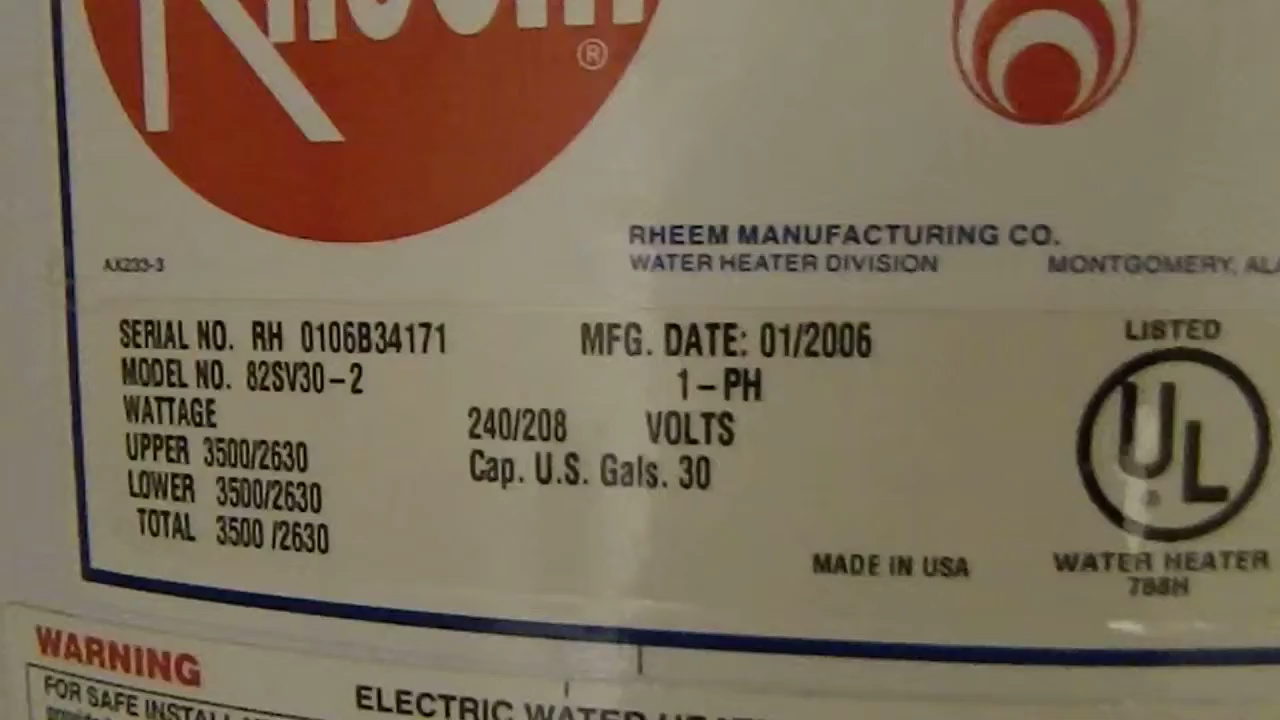 Rheem®
RHEEM MANUFACTURING CO.
AX233-3
WATER HEATER DIVISION MONTGOMERY, ALA
SERIAL NO. RH 0106B34171 MFG. DATE: 01/2006
LISTED
MODEL NO. 82SV30-2 1-PH
WATTAGE 240/208 VOLTS
UL
UPPER 3500/2630 Cap. U.S. Gals. 30
LOWER 3500/2630
TOTAL 3500 /2630
MADE IN USA
WATER HEATER
788H
WARNING
FOR SAFE
ELECTRIC WATER